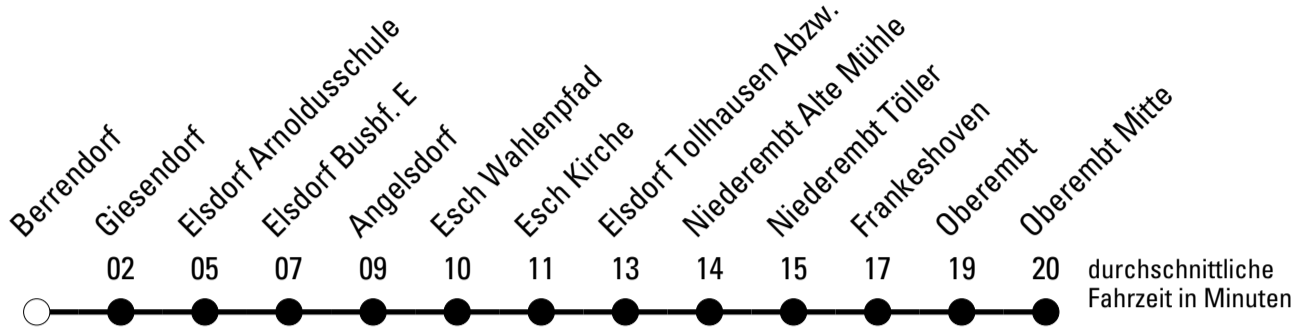 Berrendorf
Giesendorf
Elsdorf Arnoldusschule
Elsdorf Busbf. E
Angelsdorf
Esch Wahlenpfad
Esch Kirche
Elsdorf Tollhausen Abzw.
Niederembt Alte Mühle
Niederembt Töller
Frankeshoven
Oberembt
Oberembt Mitte
02 05 07 09 10 11 13 14 15 17 19 20
durchschnittliche
Fahrzeit in Minuten